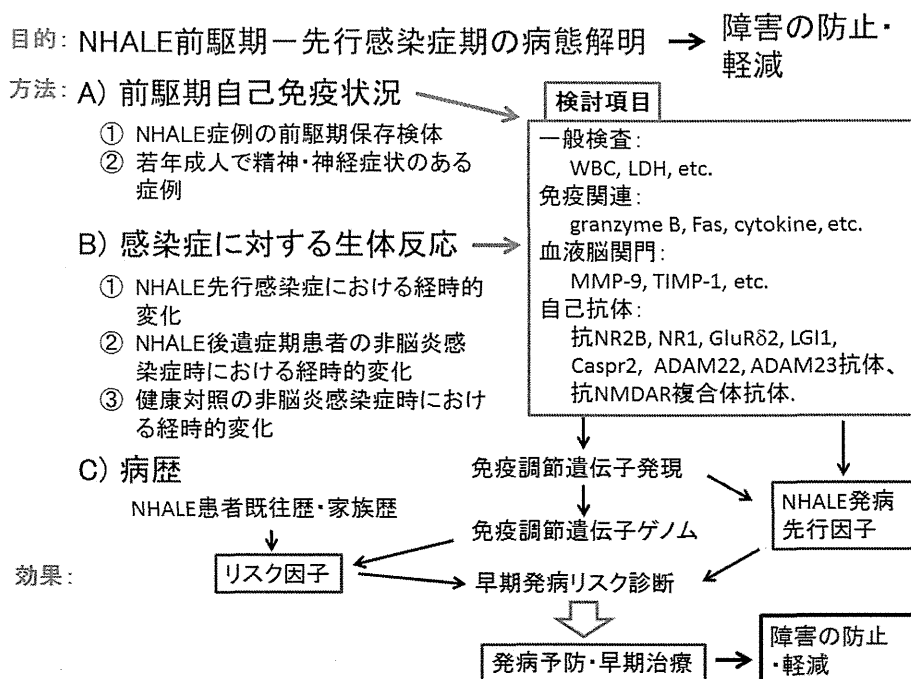 目的: NHALE前駆期－先行感染症期の病態解明 → 障害の防止・
軽減
方法: A) 前駆期自己免疫状況
① NHALE症例の前駆期保存検体
② 若年成人で精神・神経症状のある
症例
B) 感染症に対する生体反応
① NHALE先行感染症における経時的
変化
② NHALE後遺症期患者の非脳炎感
染症時における経時的変化
③ 健康対照の非脳炎感染症時におけ
る経時的変化
C) 病歴
NHALE患者既往歴・家族歴
検討項目
一般検査:
WBC, LDH, etc.
免疫関連:
granzyme B, Fas, cytokine, etc.
血液脳関門:
MMP-9, TIMP-1, etc.
自己抗体:
抗NR2B, NR1, GluRδ2, LGI1,
Caspr2, ADAM22, ADAM23抗体、
抗NMDAR複合体抗体.
免疫調節遺伝子発現
免疫調節遺伝子ゲノム
NHALE発病
先行因子
効果:
リスク因子
早期発病リスク診断
発病予防・早期治療
障害の防止
・軽減